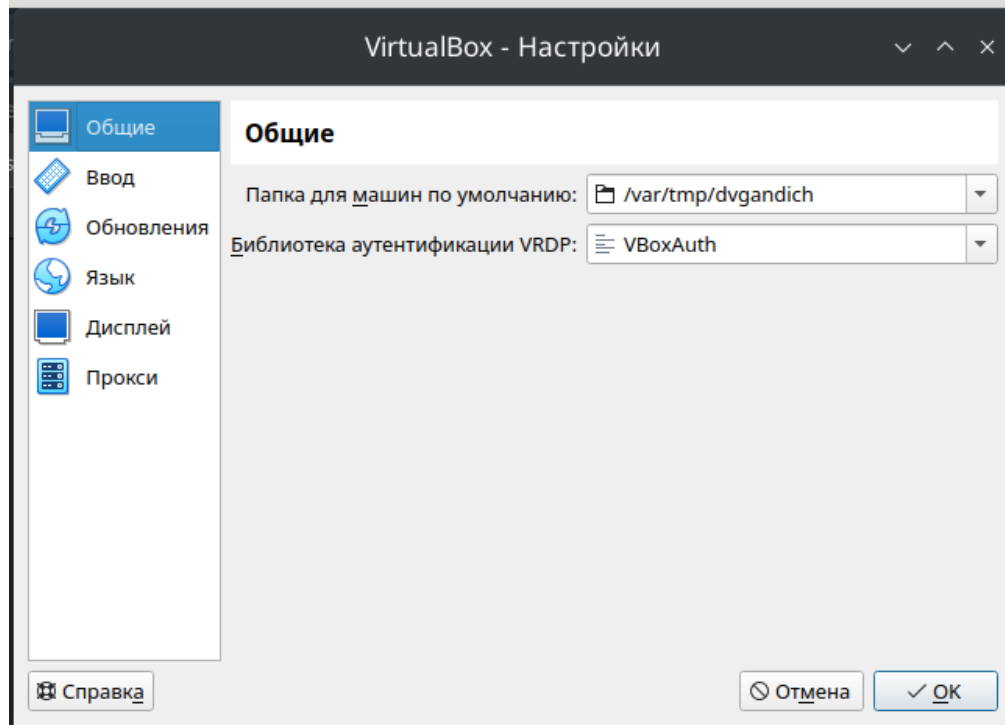 VirtualBox - Настройки
Общие
Ввод
Обновления
Язык
Дисплей
Прокси
Общие
Папка для машин по умолчанию: /var/tmp/dvgandich
Библиотека аутентификации VRDP: VBoxAuth
Справка
Отмена
OK